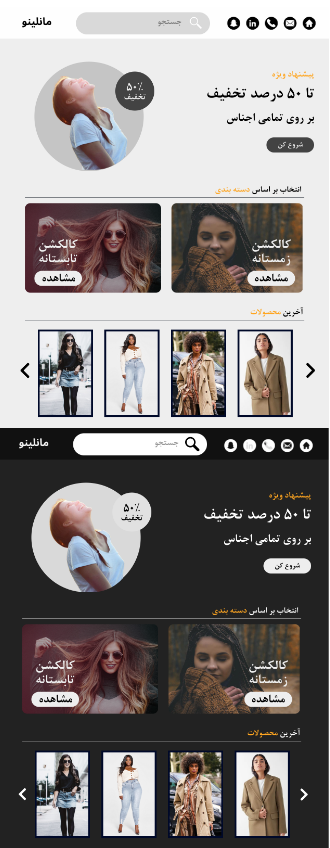 مانلینو
جستجو
پیشنهاد ویژه
تا ۵۰ درصد تخفیف
بر روی تمامی اجناس
شروع کن
۵۰٪
تخفیف
انتخاب بر اساس دسته بندی
کالکشن
زمستانه
مشاهده
کالکشن
تابستانه
مشاهده
آخرین محصولات
مانلینو
جستجو
پیشنهاد ویژه
تا ۵۰ درصد تخفیف
بر روی تمامی اجناس
شروع کن
۵۰٪
تخفیف
انتخاب بر اساس دسته بندی
کالکشن
زمستانه
مشاهده
کالکشن
تابستانه
مشاهده
آخرین محصولات